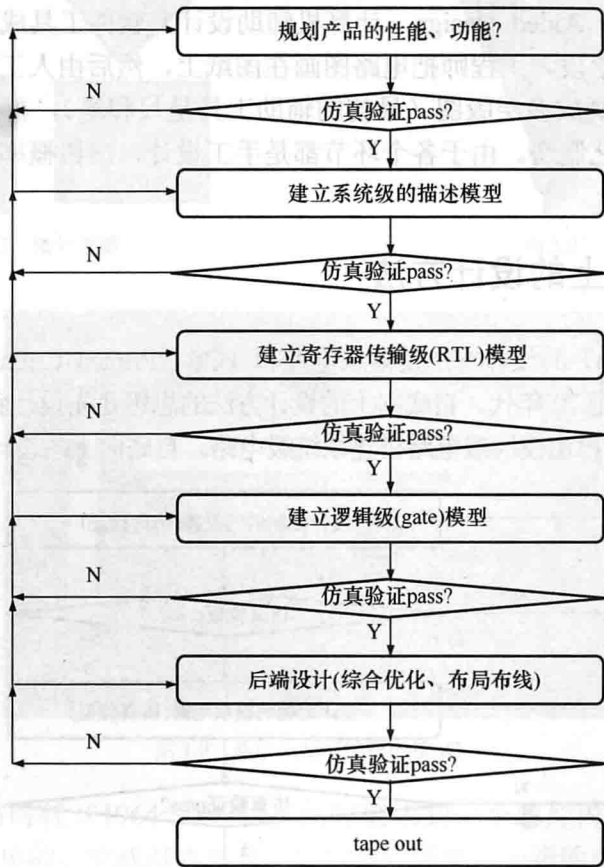 规划产品的性能、功能?
N
仿真验证pass?
Y
建立系统级的描述模型
N
仿真验证pass?
Y
建立寄存器传输级(RTL)模型
N
仿真验证pass?
Y
建立逻辑级(gate)模型
N
仿真验证pass?
Y
后端设计(综合优化、布局布线)
N
仿真验证pass?
Y
tape out